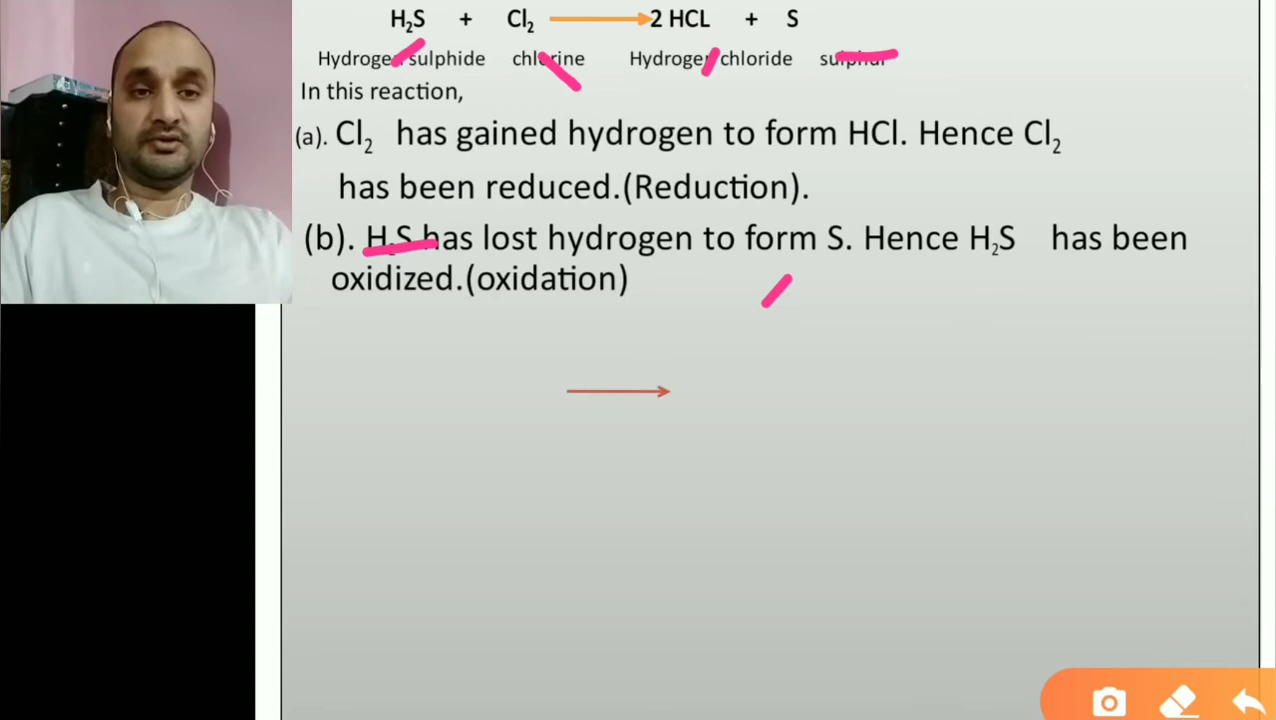 H₂S + Cl₂ 2 HCL + S
Hydrogen sulphide chlorine Hydrogen chloride sulphur
In this reaction,
(a). Cl₂ has gained hydrogen to form HCl. Hence Cl₂
has been reduced.(Reduction).
(b). H₂S has lost hydrogen to form S. Hence H₂S has been
oxidized.(oxidation)